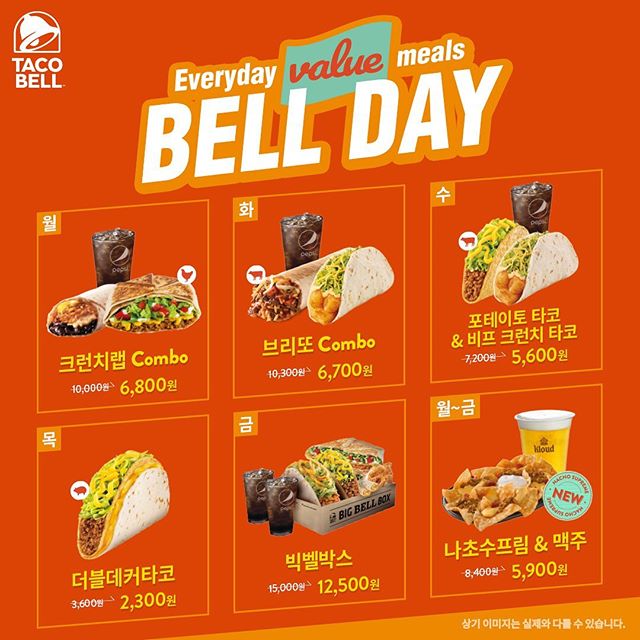 TACO
BELL
Everyday value meals
BELL DAY
월
pepsi
크런치랩 Combo
10,000원 6,800원
화
pepsi
브리또 Combo
10,300원 6,700원
수
포테이토 타코
& 비프 크런치 타코
7,200원 5,600원
목
더블데커타코
3,600원 2,300원
금
BIG BELL BOX
빅벨박스
15,000원 12,500원
월~금
Kloud
NACHO SUPREME
NEW
NACHO SUPREME
나초수프림 & 맥주
8,400원 5,900원
상기 이미지는 실제와 다를 수 있습니다.